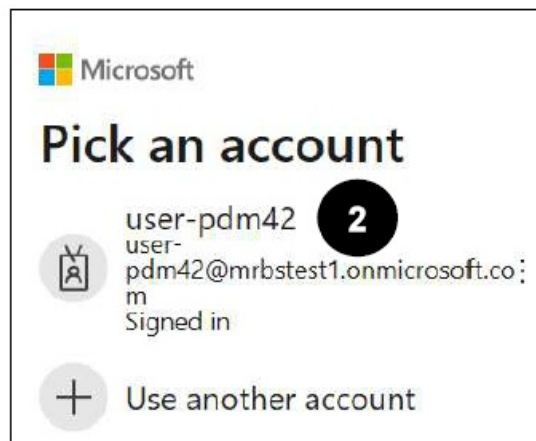 Microsoft
Pick an account
user-pdm42
2
user-
pdm42@mrbstest1.onmicrosoft.co
m
Signed in
Use another account